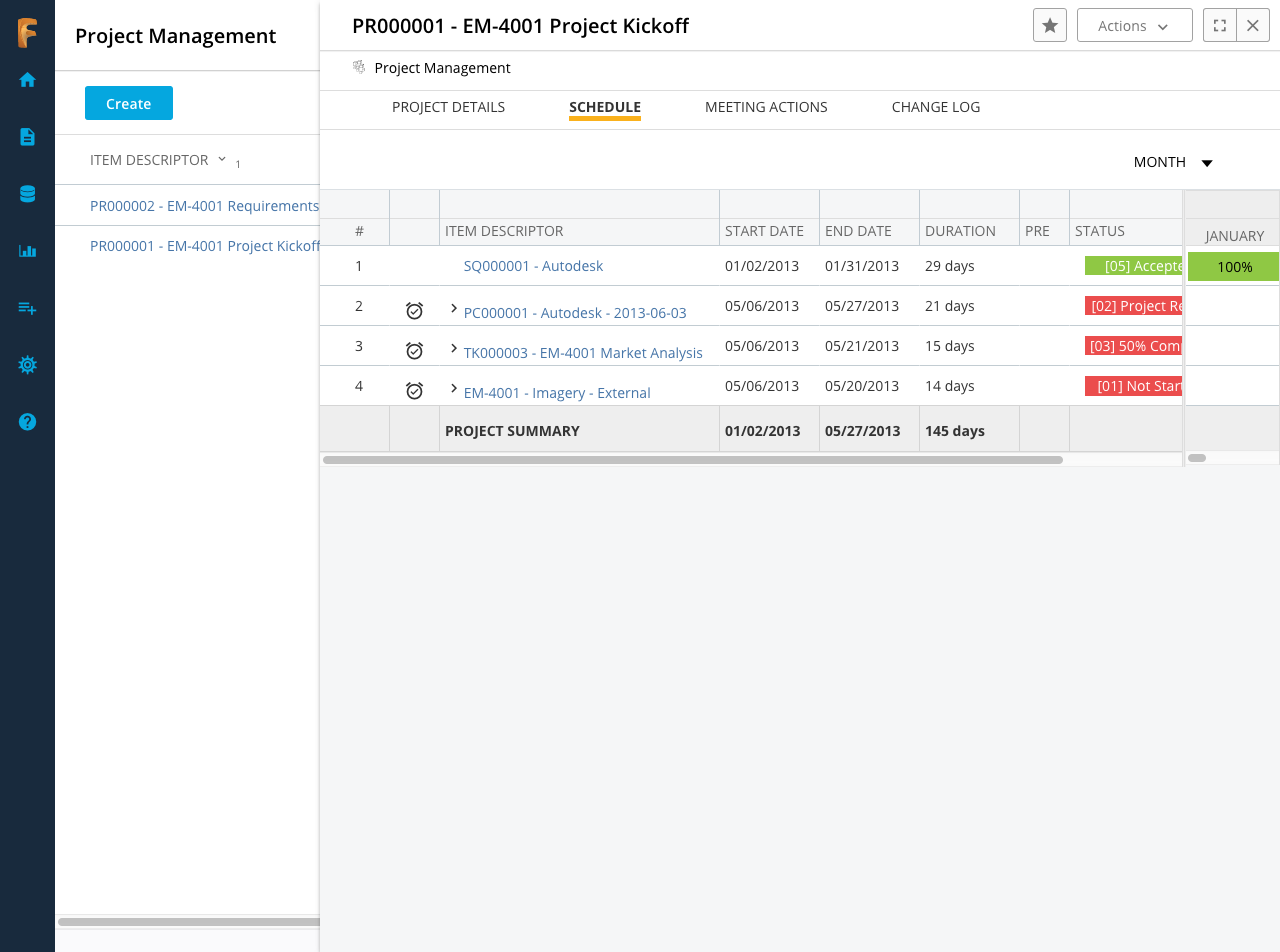 Project Management
Create
ITEM DESCRIPTOR 1
PR000002 - EM-4001 Requirements
PR000001 - EM-4001 Project Kickoff
PR000001 - EM-4001 Project Kickoff
Actions
Project Management
PROJECT DETAILS SCHEDULE MEETING ACTIONS CHANGE LOG
MONTH
# ITEM DESCRIPTOR START DATE END DATE DURATION PRE STATUS JANUARY
1 SQ000001 - Autodesk 01/02/2013 01/31/2013 29 days [05] Accepte 100%
2 PC000001 - Autodesk - 2013-06-03 05/06/2013 05/27/2013 21 days [02] Project Re
3 TK000003 - EM-4001 Market Analysis 05/06/2013 05/21/2013 15 days [03] 50% Com
4 EM-4001 - Imagery - External 05/06/2013 05/20/2013 14 days [01] Not Start
PROJECT SUMMARY 01/02/2013 05/27/2013 145 days